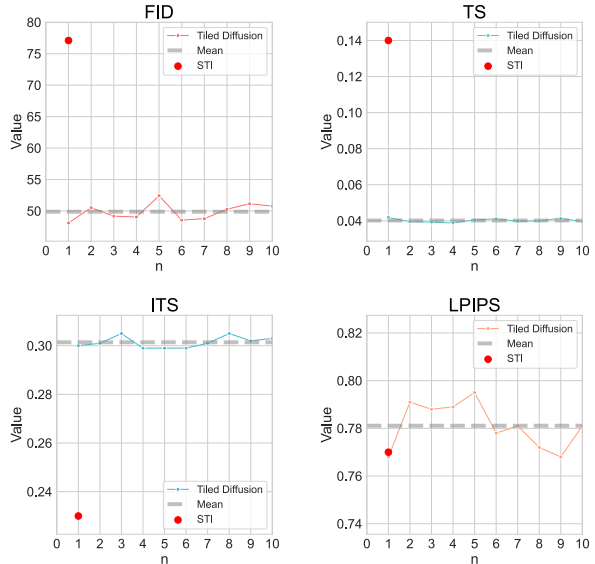 FID
80
75
70
65
60
55
50
Value
0 1 2 3 4 5 6 7 8 9 10
n
Tiled Diffusion
Mean
STI
TS
0.14
0.12
0.10
0.08
0.06
0.04
Value
0 1 2 3 4 5 6 7 8 9 10
n
Tiled Diffusion
Mean
STI
ITS
0.30
0.28
0.26
0.24
Value
0 1 2 3 4 5 6 7 8 9 10
n
Tiled Diffusion
Mean
STI
LPIPS
0.82
0.80
0.78
0.76
0.74
Value
0 1 2 3 4 5 6 7 8 9 10
n
Tiled Diffusion
Mean
STI